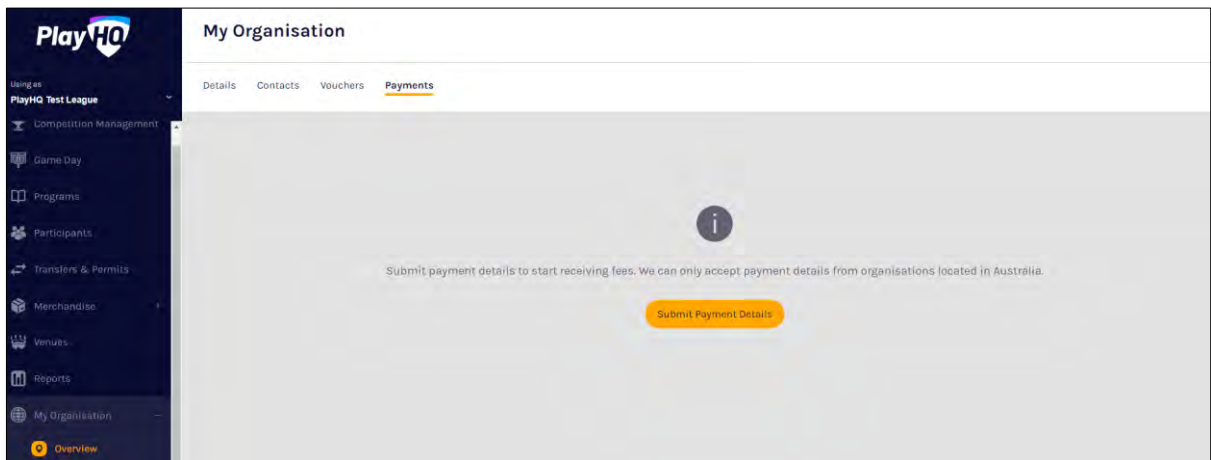 PlayHQ
My Organisation
Using as
PlayHQ Test League
Details Contacts Vouchers Payments
Competition Management
Game Day
Programs
Participants
Transfers & Permits
Merchandise
Venues
Reports
My Organisation
Overview
Submit payment details to start receiving fees. We can only accept payment details from organisations located in Australia.
Submit Payment Details